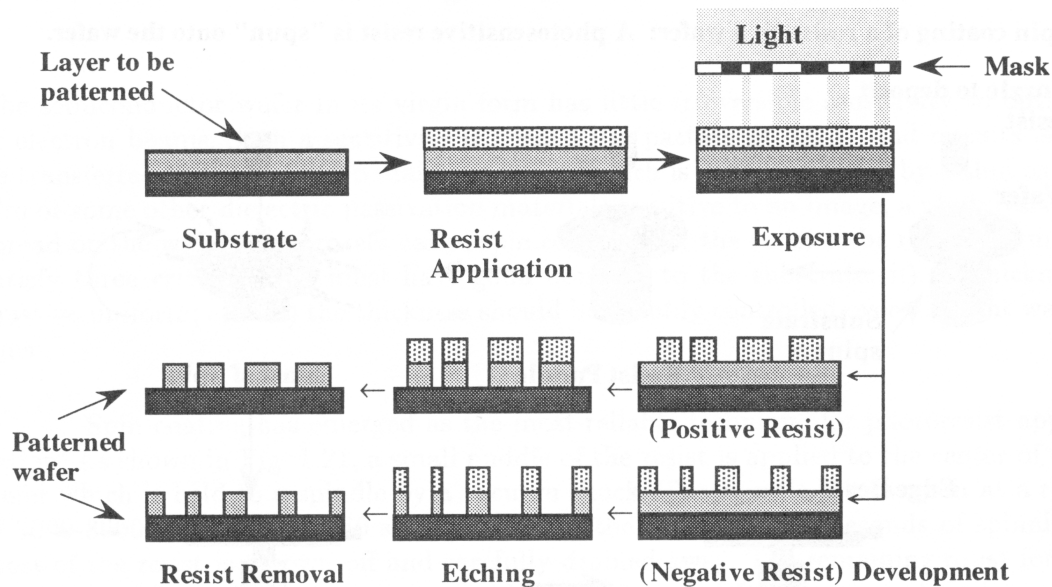 Light
Layer to be
patterned
Mask
Substrate
Resist
Application
Exposure
(Positive Resist)
Patterned
wafer
Resist Removal
Etching
(Negative Resist) Development